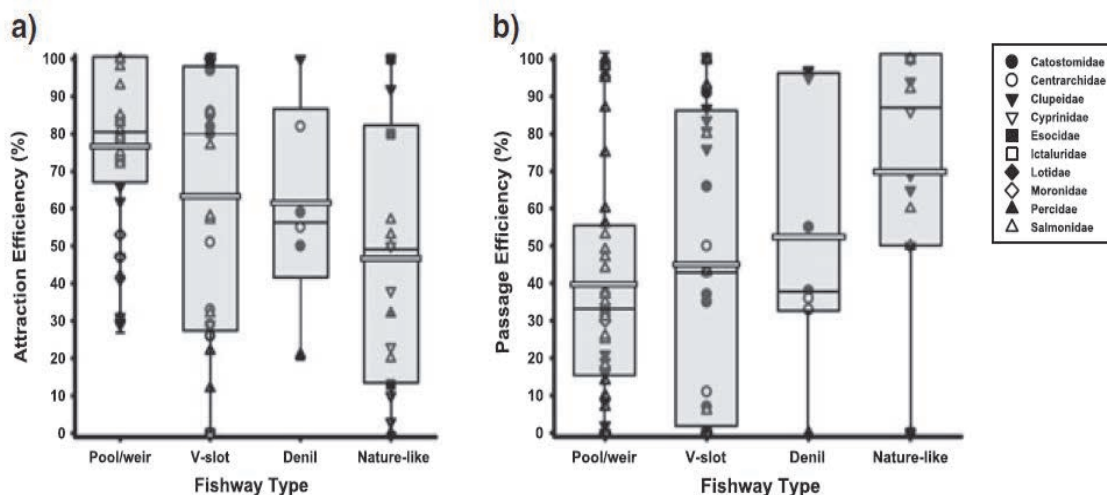 a)
Attraction Efficiency (%)
100
90
80
70
60
50
40
30
20
10
0
Pool/weir V-slot Denil Nature-like
Fishway Type
b)
Passage Efficiency (%)
100
90
80
70
60
50
40
30
20
10
0
Pool/weir V-slot Denil Nature-like
Fishway Type
Catostomidae
Centrarchidae
Clupeidae
Cyprinidae
Esocidae
Ictaluridae
Lotidae
Moronidae
Percidae
Salmonidae